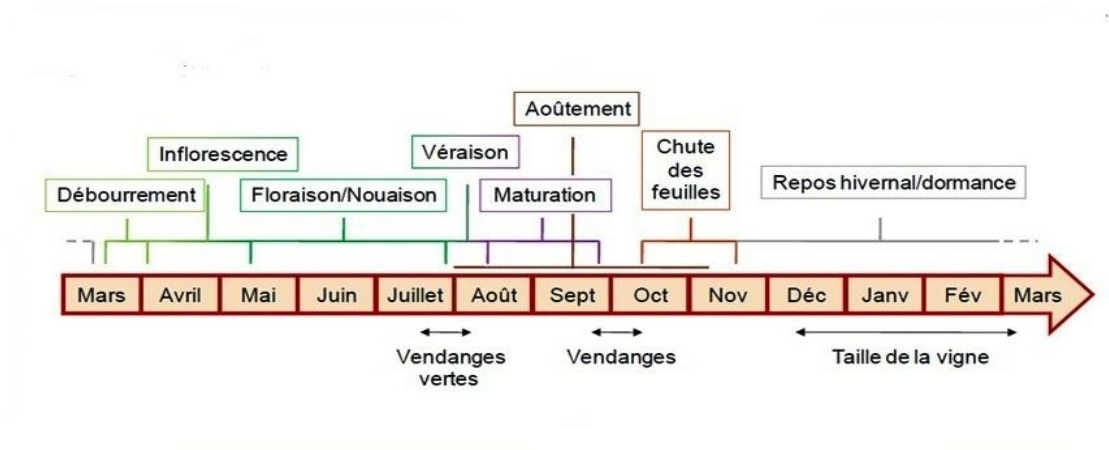 Aoûtement
Inflorescence
Véraison
Chute
des
feuilles
Débourrement
Floraison/Nouaison
Maturation
Repos hivernal/dormance
Mars
Avril
Mai
Juin
Juillet
Août
Sept
Oct
Nov
Déc
Janv
Fév
Mars
Vendanges
vertes
Vendanges
Taille de la vigne